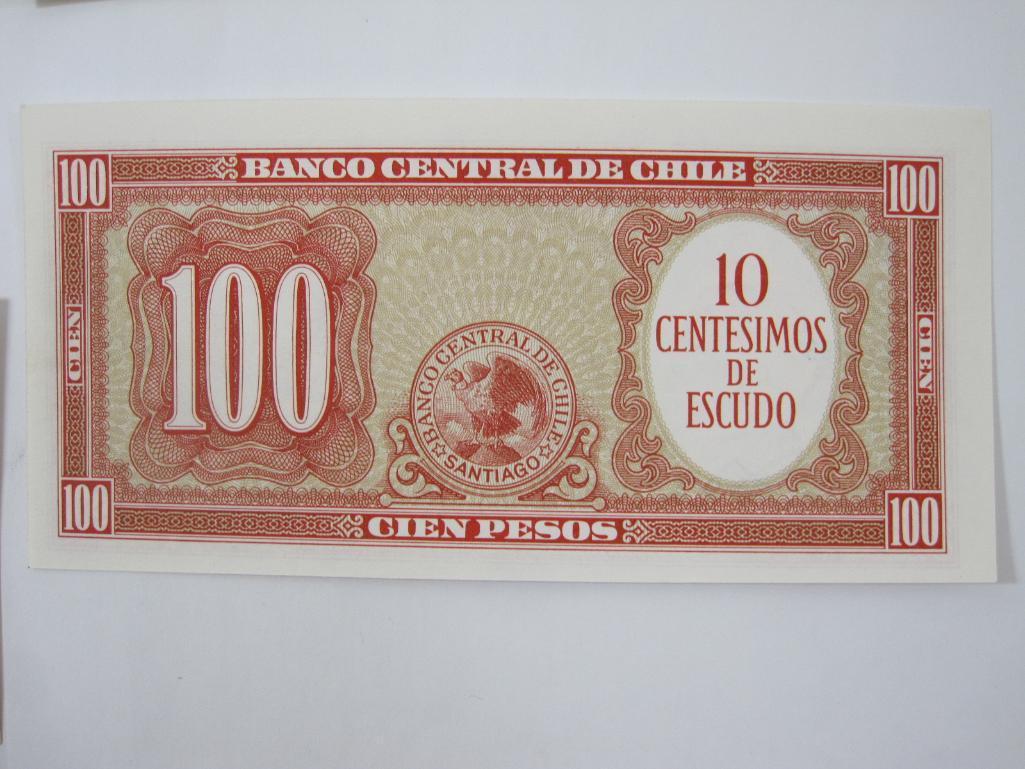 100
BANCO CENTRAL DE CHILE
100
CIEN
100
BANCO CENTRAL DE CHILE
SANTIAGO
10
CENTESIMOS
DE
ESCUDO
CIEN
100
CIEN PESOS
100